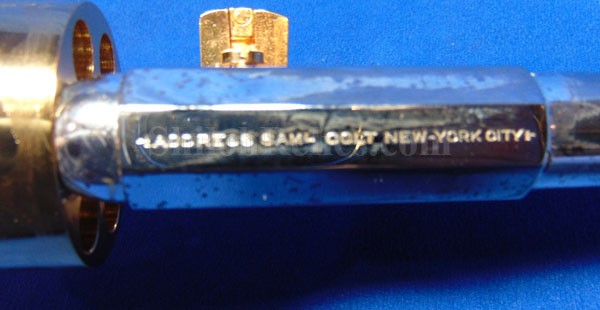 -ADDRESS SAML COLT NEW-YORK CITY-